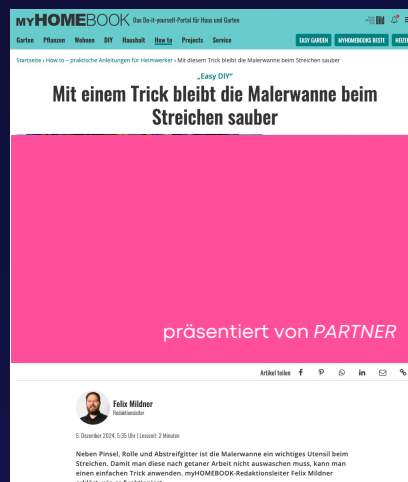 myHOMEBOOK Das Do-it-yourself-Portal für Haus und Garten
Garten Pflanzen Wohnen DIY Haushalt How to Projects Service EASY GARDEN MYHOMEBOOKS BESTE HEIZEN
Startseite › How to – praktische Anleitungen für Heimwerker › Mit diesem Trick bleibt die Malerwanne beim Streichen sauber
„Easy DIY“
Mit einem Trick bleibt die Malerwanne beim
Streichen sauber
präsentiert von PARTNER
Artikel teilen
Felix Mildner
Redaktionsleiter
5. Dezember 2024, 5:35 Uhr | Lesezeit: 2 Minuten
Neben Pinsel, Rolle und Abstreifgitter ist die Malerwanne ein wichtiges Utensil beim
Streichen. Damit man diese nach getaner Arbeit nicht auswaschen muss, kann man
einen einfachen Trick anwenden. myHOMEBOOK-Redaktionsleiter Felix Mildner